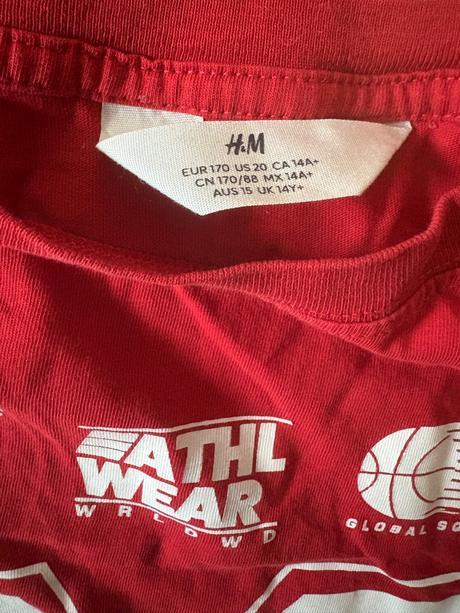 H&M
EUR 170 US 20 CA 14A+
CN 170/88 MX 14A+
AUS 15 UK 14Y+
ATHL
WEAR
WRLDWD
GLOBAL